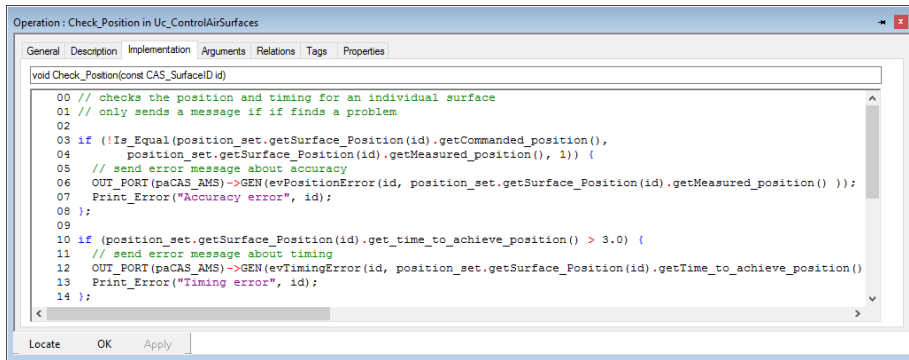 Operation : Check_Position in Uc_ControlAirSurfaces
General Description Implementation Arguments Relations Tags Properties
void Check_Position(const CAS_SurfaceID id)
00 // checks the position and timing for an individual surface
01 // only sends a message if if finds a problem
02
03 if (!Is_Equal(position_set.getSurface_Position(id).getCommanded_position(),
04 position_set.getSurface_Position(id).getMeasured_position(), 1)) {
05 // send error message about accuracy
06 OUT_PORT(paCAS_AMS)->GEN(evPositionError(id, position_set.getSurface_Position(id).getMeasured_position() ));
07 Print_Error("Accuracy error", id);
08 };
09
10 if (position_set.getSurface_Position(id).get_time_to_achieve_position() > 3.0) {
11 // send error message about timing
12 OUT_PORT(paCAS_AMS)->GEN(evTimingError(id, position_set.getSurface_Position(id).getTime_to_achieve_position()
13 Print_Error("Timing error", id);
14 };
Locate OK Apply